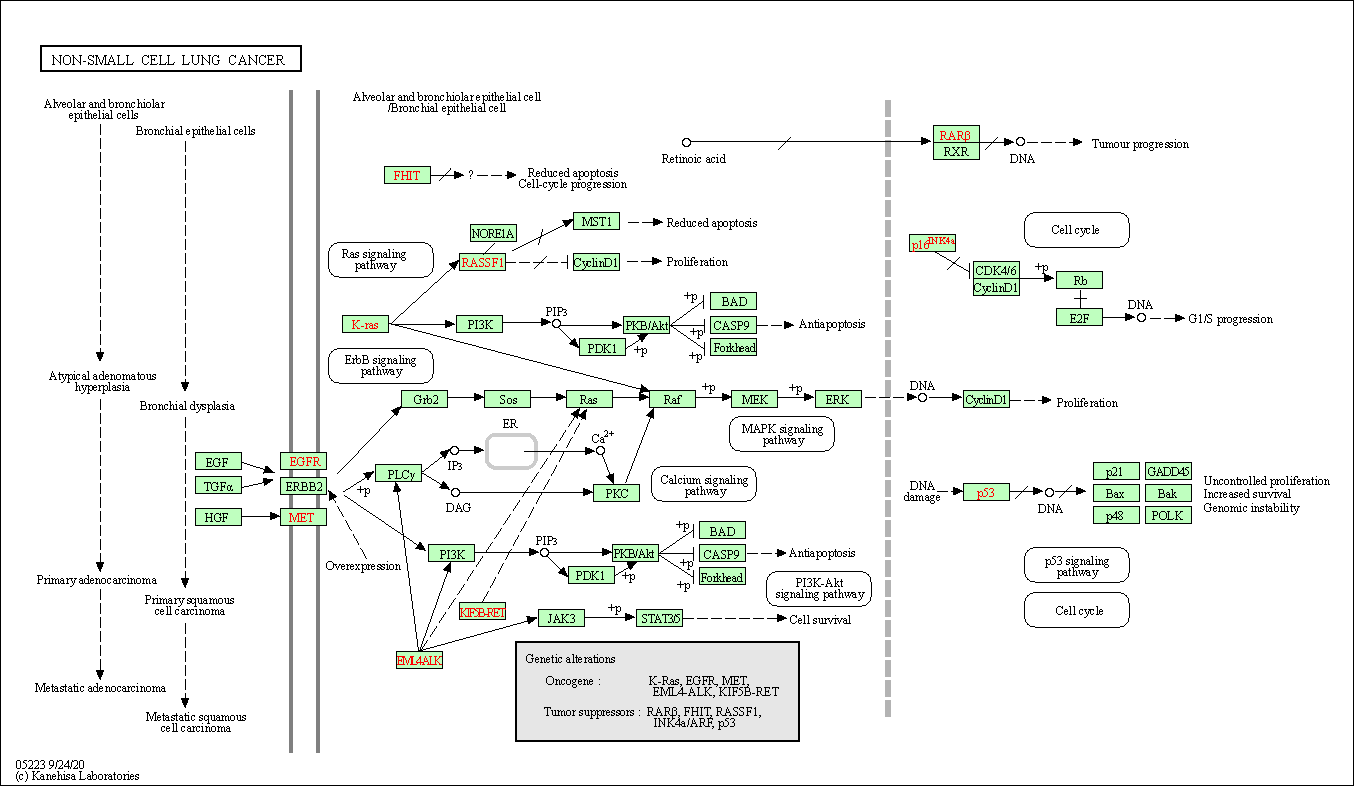 NON-SMALL CELL LUNG CANCER
Alveolar and bronchiolar
epithelial cells
Bronchial epithelial cells
Atypical adenomatous
hyperplasia
Bronchial dysplasia
Primary adenocarcinoma
Primary squamous
cell carcinoma
Metastatic adenocarcinoma
Metastatic squamous
cell carcinoma
EGF
TGFα
HGF
EGFR
ERBB2
MET
Overexpression
Alveolar and bronchiolar epithelial cell
/Bronchial epithelial cell
Retinoic acid
RARβ
RXR
DNA
Tumour progression
FHIT
?
Reduced apoptosis
Cell-cycle progression
NORE1A
MST1
Reduced apoptosis
Ras signaling
pathway
RASSF1
CyclinD1
Proliferation
K-ras
PI3K
PIP3
PKB/Akt
PDK1
+p
+p
+p
+p
BAD
CASP9
Forkhead
Antiapoptosis
ErbB signaling
pathway
Grb2
Sos
Ras
Raf
+p
MEK
+p
ERK
DNA
CyclinD1
Proliferation
MAPK signaling
pathway
ER
PLCγ
+p
IP3
Ca2+
DAG
PKC
Calcium signaling
pathway
PI3K
PIP3
PKB/Akt
PDK1
+p
+p
+p
+p
BAD
CASP9
Forkhead
Antiapoptosis
PI3K-Akt
signaling pathway
KIF5B-RET
JAK3
+p
STAT3/5
Cell survival
EML4ALK
p16INK4a
CDK4/6
CyclinD1
+p
Rb
E2F
DNA
G1/S progression
Cell cycle
DNA
damage
p53
DNA
p21
GADD45
Bax
Bak
p48
POLK
Uncontrolled proliferation
Increased survival
Genomic instability
p53 signaling
pathway
Cell cycle
Genetic alterations
Oncogene : K-Ras, EGFR, MET,
EML4-ALK, KIF5B-RET
Tumor suppressors : RARβ, FHIT, RASSF1,
INK4a/ARF, p53
05223 9/24/20
(c) Kanehisa Laboratories